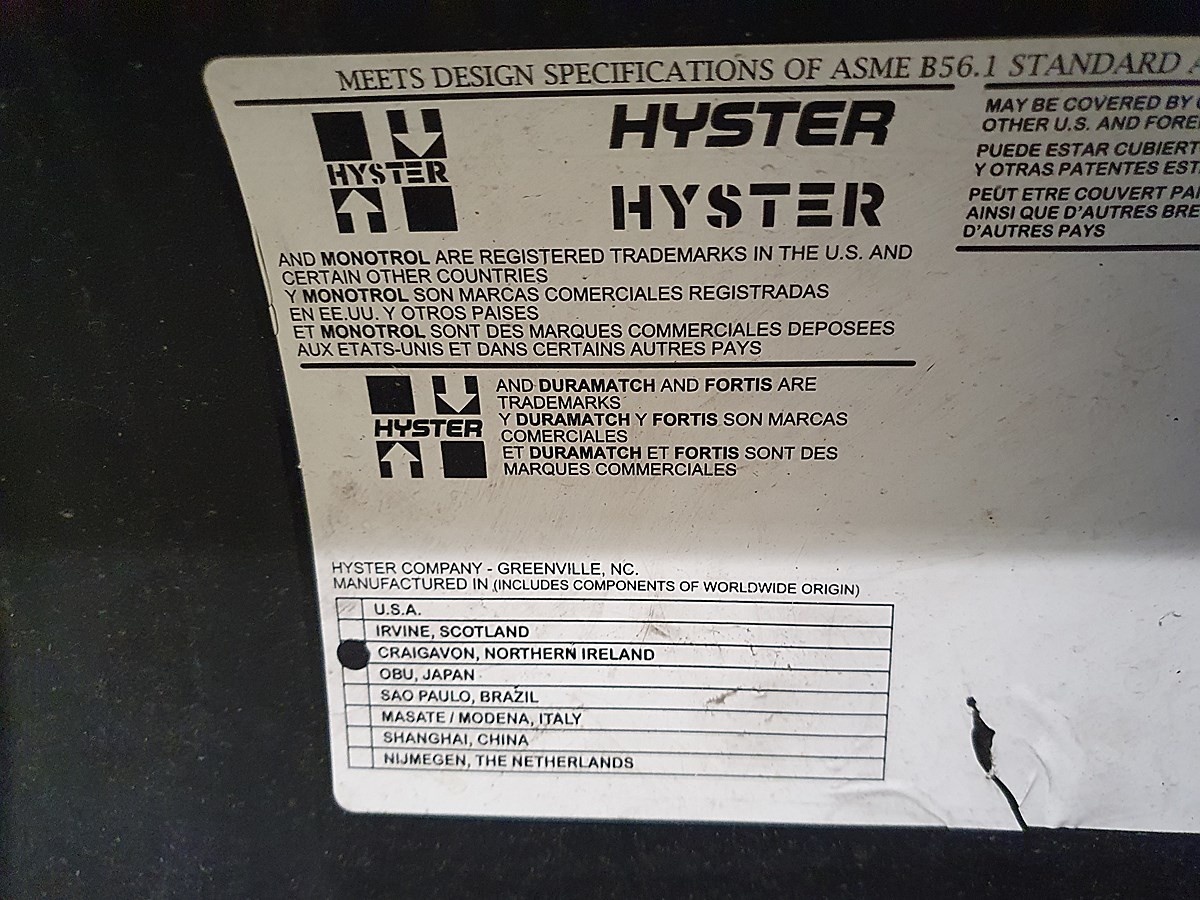 MEETS DESIGN SPECIFICATIONS OF ASME B56.1 STANDARD
HYSTER
HYSTER
HYSTER
AND MONOTROL ARE REGISTERED TRADEMARKS IN THE U.S. AND
CERTAIN OTHER COUNTRIES
Y MONOTROL SON MARCAS COMERCIALES REGISTRADAS
EN EE.UU. Y OTROS PAISES
ET MONOTROL SONT DES MARQUES COMMERCIALES DEPOSEES
AUX ETATS-UNIS ET DANS CERTAINS AUTRES PAYS
HYSTER
AND DURAMATCH AND FORTIS ARE
TRADEMARKS
Y DURAMATCH Y FORTIS SON MARCAS
COMERCIALES
ET DURAMATCH ET FORTIS SONT DES
MARQUES COMMERCIALES
MAY BE COVERED BY
OTHER U.S. AND
PUEDE ESTAR
Y OTRAS PATENTES
PEUT ETRE COUVERT
AINSI QUE D'AUTRES
D'AUTRES PAYS
HYSTER COMPANY - GREENVILLE, NC.
MANUFACTURED IN (INCLUDES COMPONENTS OF WORLDWIDE ORIGIN)
U.S.A.
IRVINE, SCOTLAND
CRAIGAVON, NORTHERN IRELAND
OBU, JAPAN
SAO PAULO, BRAZIL
MASATE / MODENA, ITALY
SHANGHAI, CHINA
NIJMEGEN, THE NETHERLANDS